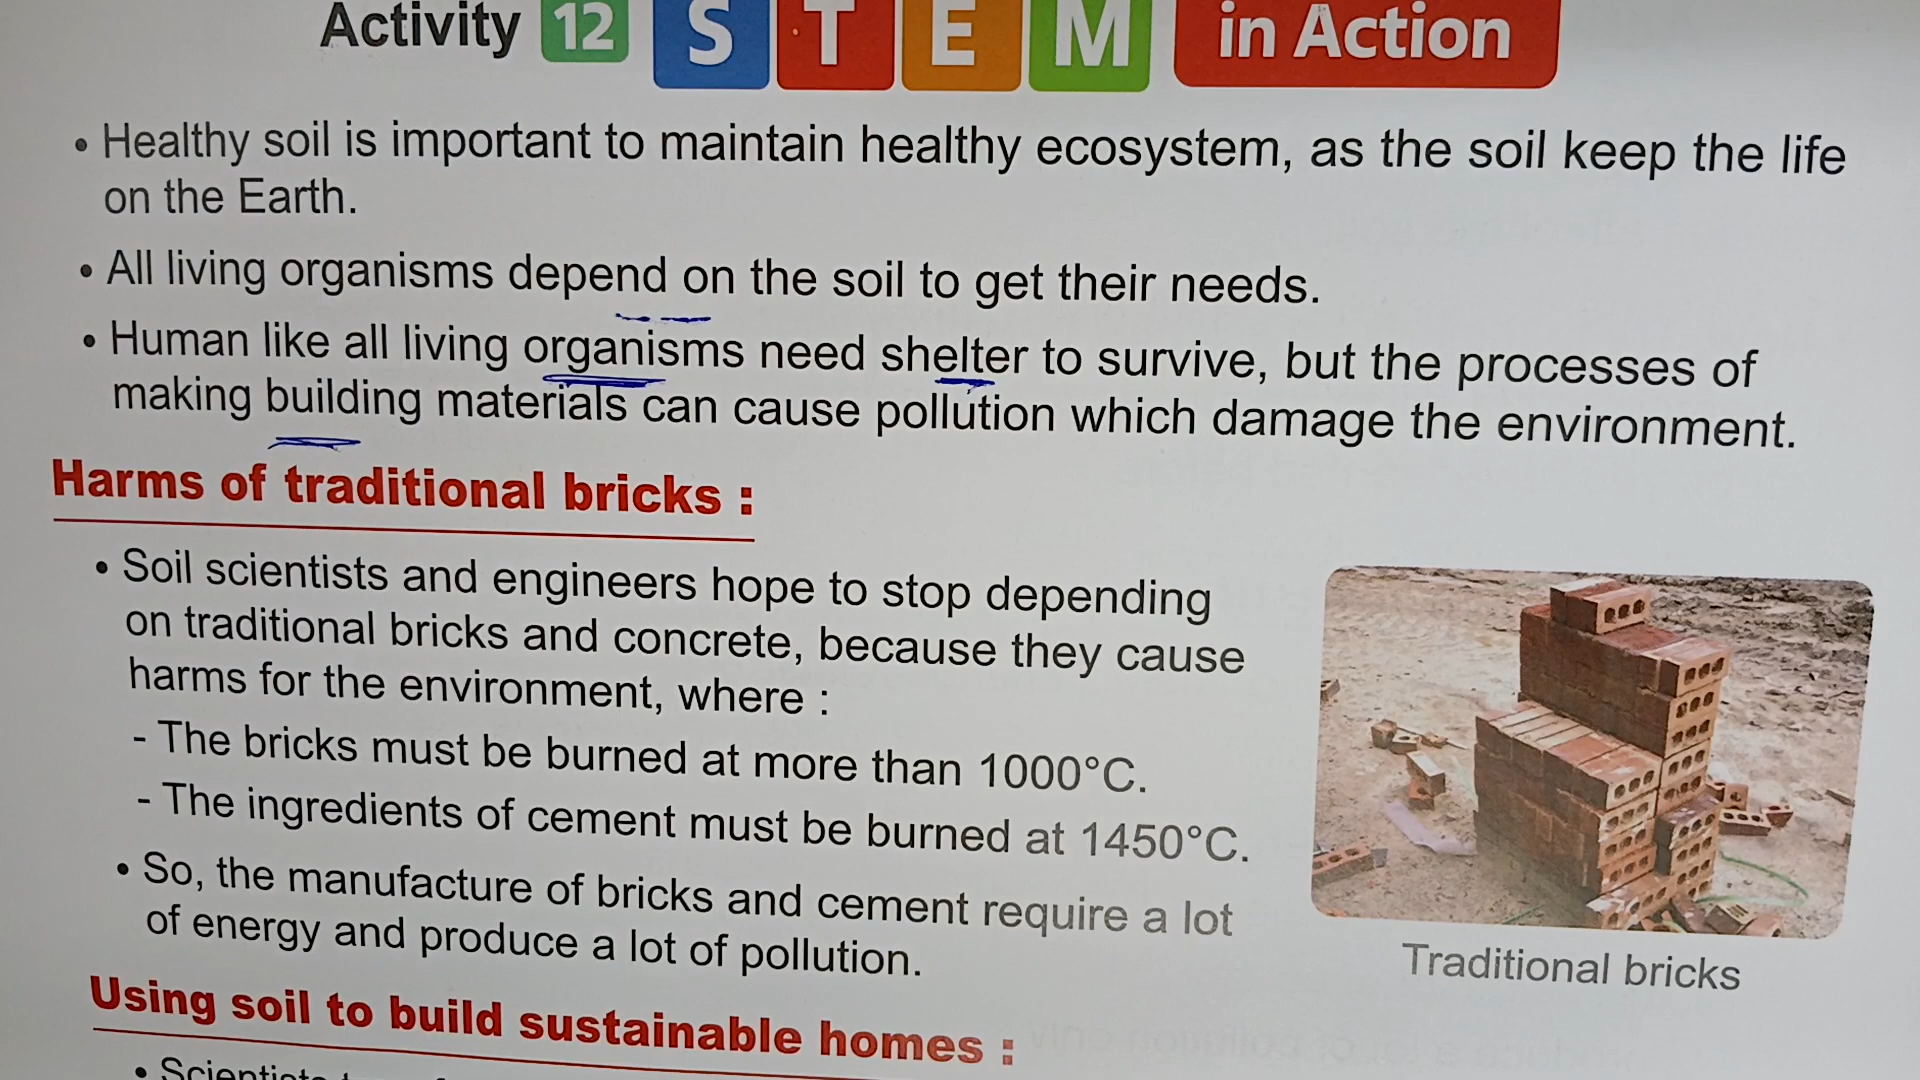 Activity 12 STEM in Action
• Healthy soil is important to maintain healthy ecosystem, as the soil keep the life
on the Earth.
• All living organisms depend on the soil to get their needs.
• Human like all living organisms need shelter to survive, but the processes of
making building materials can cause pollution which damage the environment.
Harms of traditional bricks :
• Soil scientists and engineers hope to stop depending
on traditional bricks and concrete, because they cause
harms for the environment, where :
- The bricks must be burned at more than 1000°C.
- The ingredients of cement must be burned at 1450°C.
• So, the manufacture of bricks and cement require a lot
of energy and produce a lot of pollution.
Traditional bricks
Using soil to build sustainable homes :
• Scientists